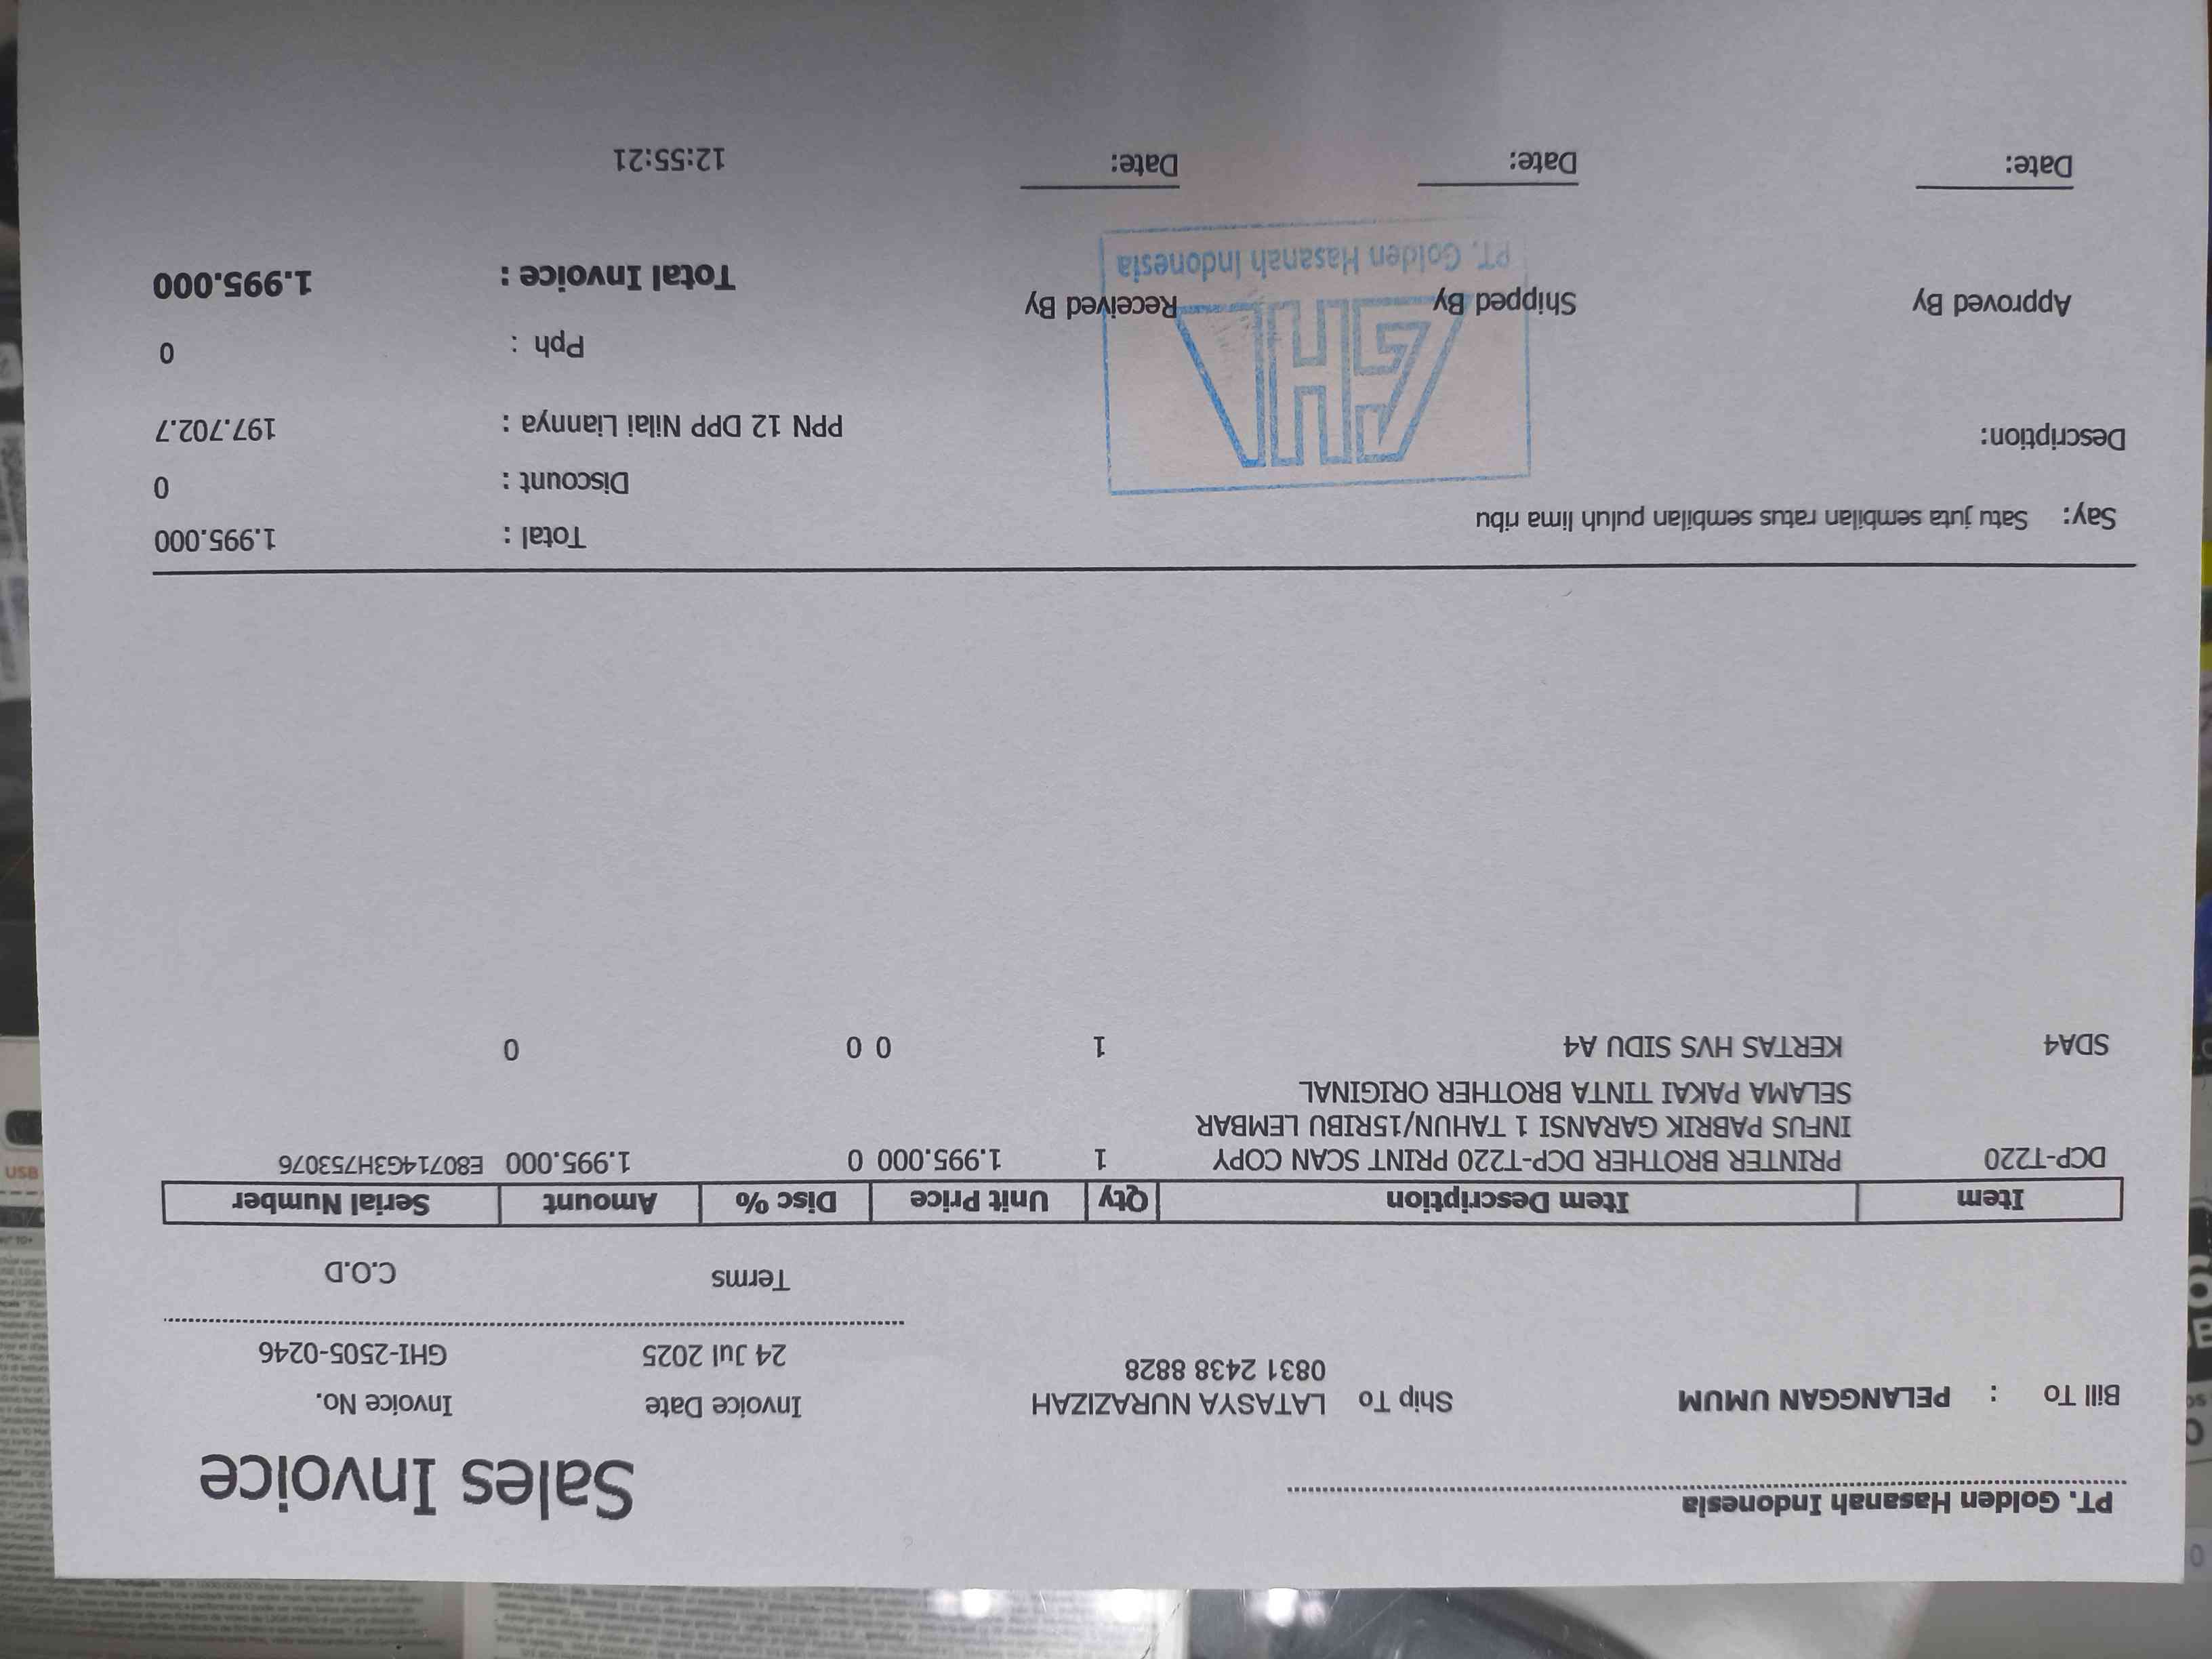 PT. Golden Hasanah Indonesia
Sales Invoice
Bill To : PELANGGAN UMUM
Ship To LATASYA NURAZIZAH
0831 2438 8828
Invoice Date Invoice No.
24 Jul 2025 GHI-2505-0246
Terms C.O.D
Item Item Description Qty Unit Price Disc % Amount Serial Number
DCP-T220 PRINTER BROTHER DCP-T220 PRINT SCAN COPY 1 1.995.000 0 1.995.000 E80714G3H753076
INFUS PABRIK GARANSI 1 TAHUN/15RIBU LEMBAR
SELAMA PAKAI TINTA BROTHER ORIGINAL
SDA4 KERTAS HVS SIDU A4 1 0 0 0
Say: Satu juta sembilan ratus sembilan puluh lima ribu
Description:
Total : 1.995.000
Discount : 0
PPN 12 DPP Nilai Liannya : 197.702.7
Pph : 0
Total Invoice : 1.995.000
Approved By Shipped By Received By
GHI
PT. Golden Hasanah Indonesia
Date: Date: Date: 12:55:21
USB